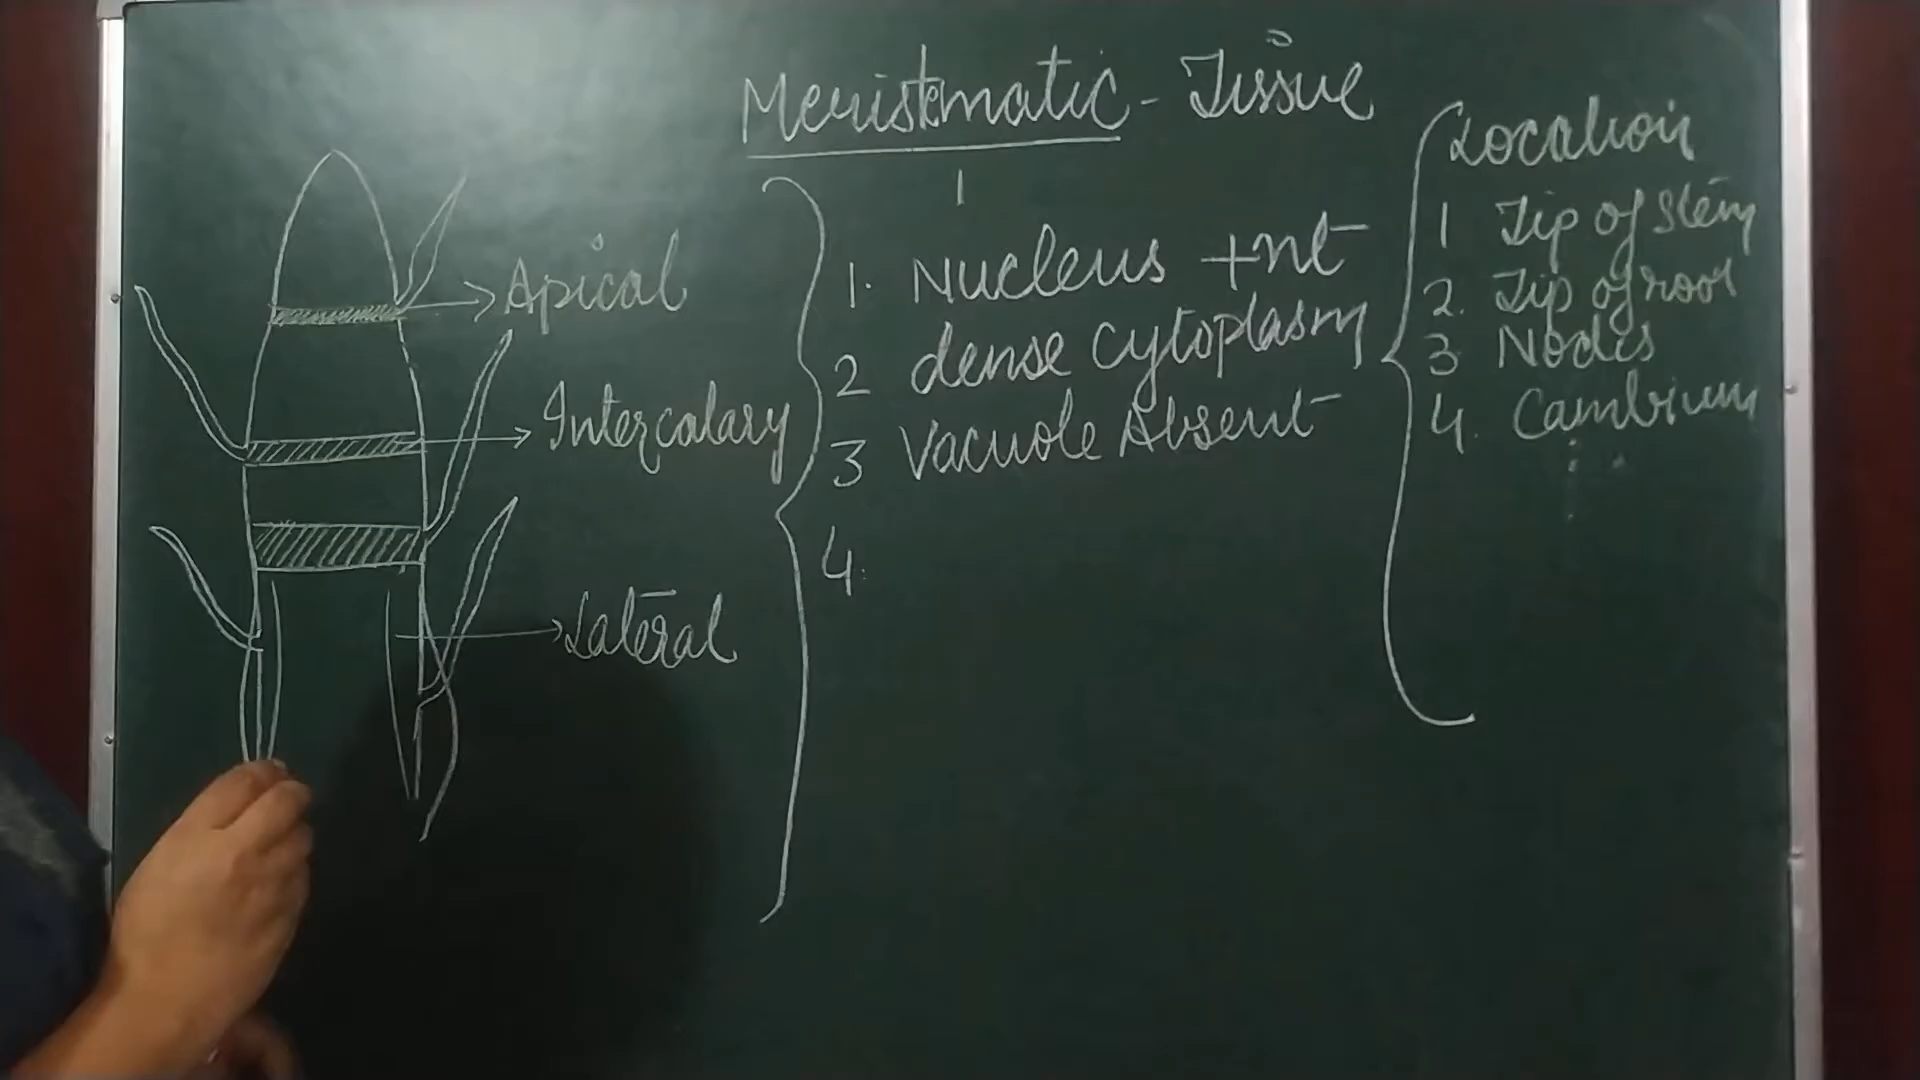 Meristematic - Tissue
Apical
Intercalary
Lateral
1. Nucleus +nt
2 dense Cytoplasm
3 Vacuole Absent
4.
Location
1 Tip of Stem
2. Tip of root
3 Nodes
4. Cambium